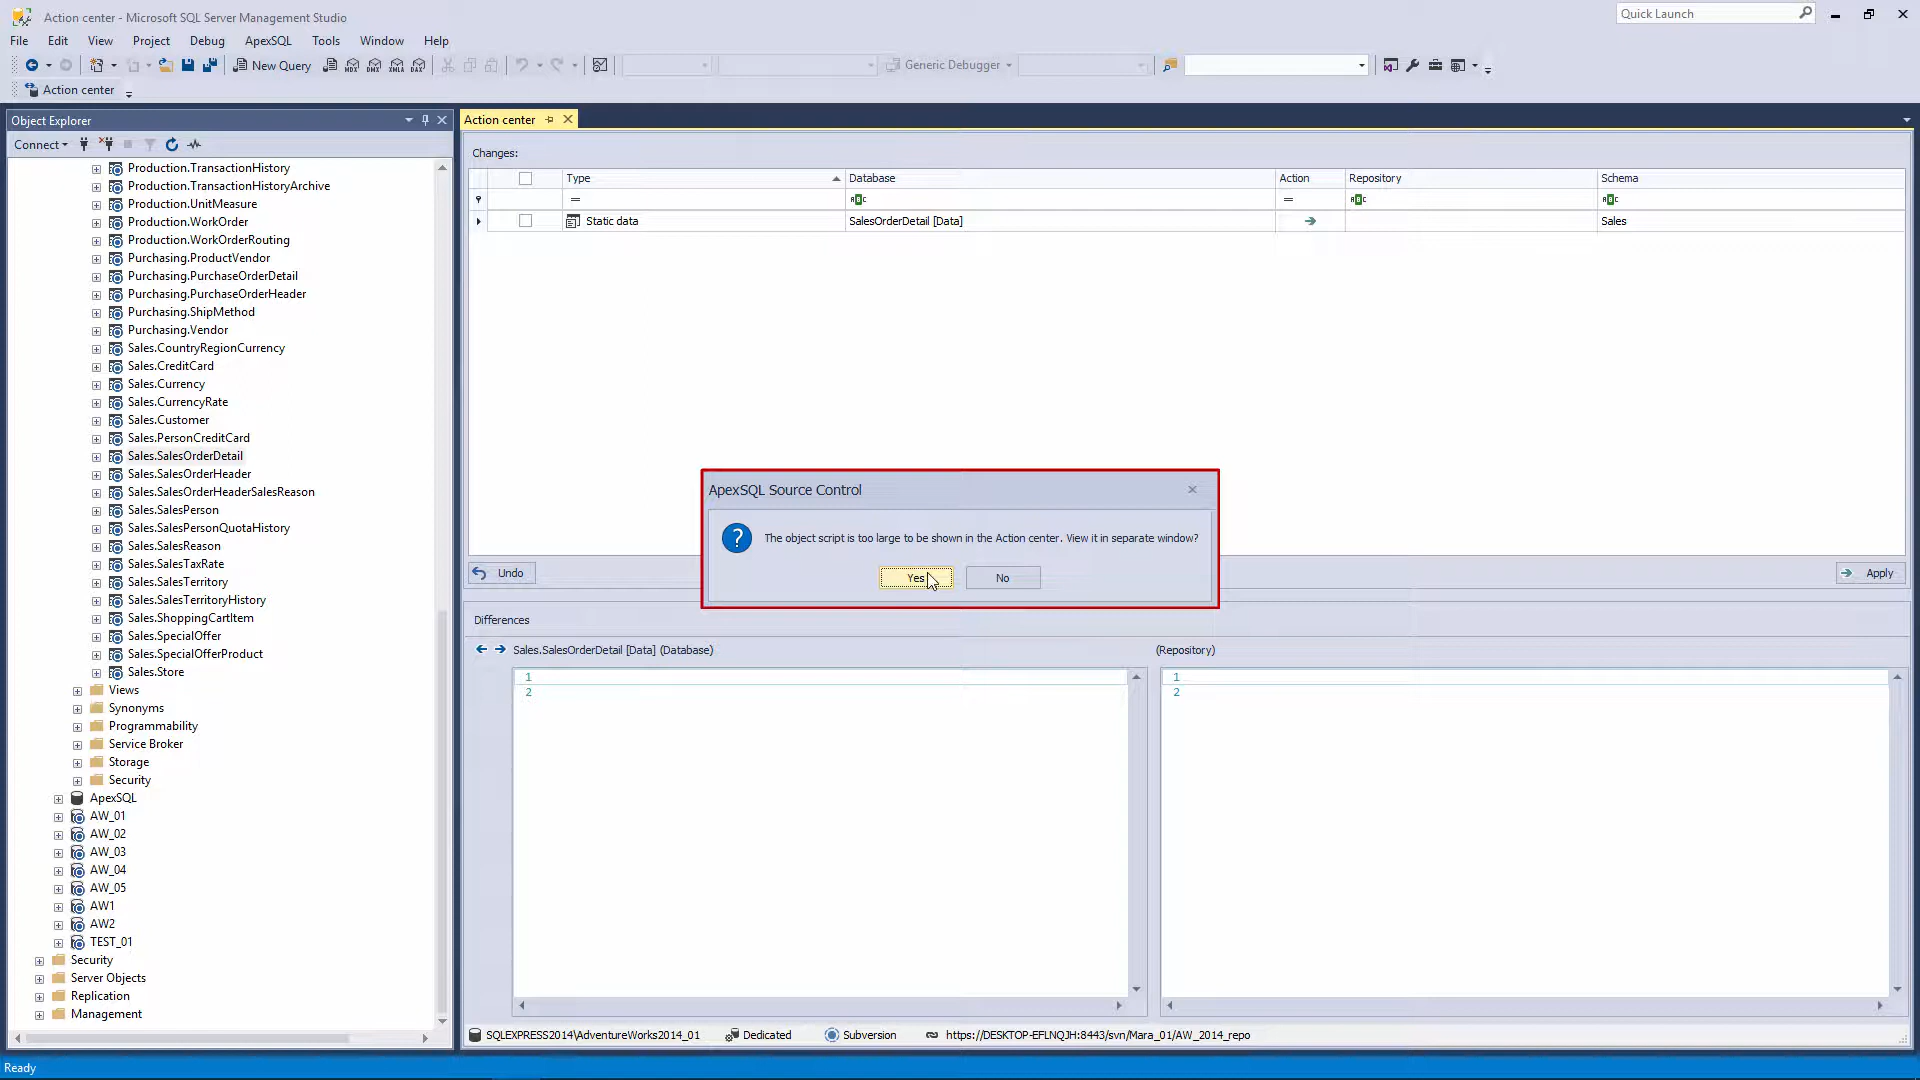 Action center - Microsoft SQL Server Management Studio
Quick Launch
File Edit View Project Debug ApexSQL Tools Window Help
New Query
Generic Debugger
Action center
Object Explorer
Connect
Production.TransactionHistory
Production.TransactionHistoryArchive
Production.UnitMeasure
Production.WorkOrder
Production.WorkOrderRouting
Purchasing.ProductVendor
Purchasing.PurchaseOrderDetail
Purchasing.PurchaseOrderHeader
Purchasing.ShipMethod
Purchasing.Vendor
Sales.CountryRegionCurrency
Sales.CreditCard
Sales.Currency
Sales.CurrencyRate
Sales.Customer
Sales.PersonCreditCard
Sales.SalesOrderDetail
Sales.SalesOrderHeader
Sales.SalesOrderHeaderSalesReason
Sales.SalesPerson
Sales.SalesPersonQuotaHistory
Sales.SalesReason
Sales.SalesTaxRate
Sales.SalesTerritory
Sales.SalesTerritoryHistory
Sales.ShoppingCartItem
Sales.SpecialOffer
Sales.SpecialOfferProduct
Sales.Store
Views
Synonyms
Programmability
Service Broker
Storage
Security
ApexSQL
AW_01
AW_02
AW_03
AW_04
AW_05
AW1
AW2
TEST_01
Security
Server Objects
Replication
Management
Action center
Changes:
Type Database Action Repository Schema
= =
Static data SalesOrderDetail [Data] Sales
ApexSQL Source Control
The object script is too large to be shown in the Action center. View it in separate window?
Yes No
Undo
Apply
Differences
Sales.SalesOrderDetail [Data] (Database)
(Repository)
1
2
1
2
SQLEXPRESS2014\AdventureWorks2014_01 Dedicated Subversion https://DESKTOP-EFLNQJH:8443/svn/Mara_01/AW_2014_repo
Ready